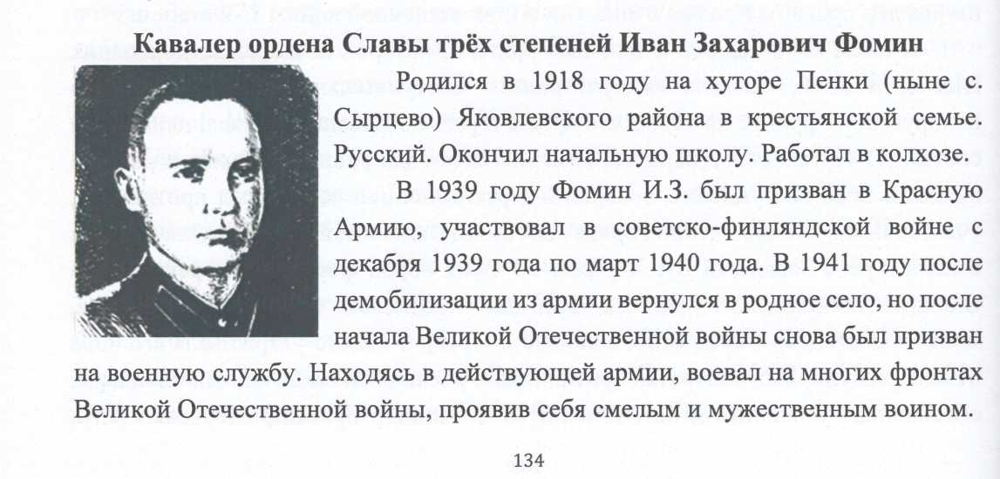 Кавалер ордена Славы трёх степеней Иван Захарович Фомин
Родился в 1918 году на хуторе Пенки (ныне с.
Сырцево) Яковлевского района в крестьянской семье.
Русский. Окончил начальную школу. Работал в колхозе.
В 1939 году Фомин И.З. был призван в Красную
Армию, участвовал в советско-финляндской войне с
декабря 1939 года по март 1940 года. В 1941 году после
демобилизации из армии вернулся в родное село, но после
начала Великой Отечественной войны снова был призван
на военную службу. Находясь в действующей армии, воевал на многих фронтах
Великой Отечественной войны, проявив себя смелым и мужественным воином.
134